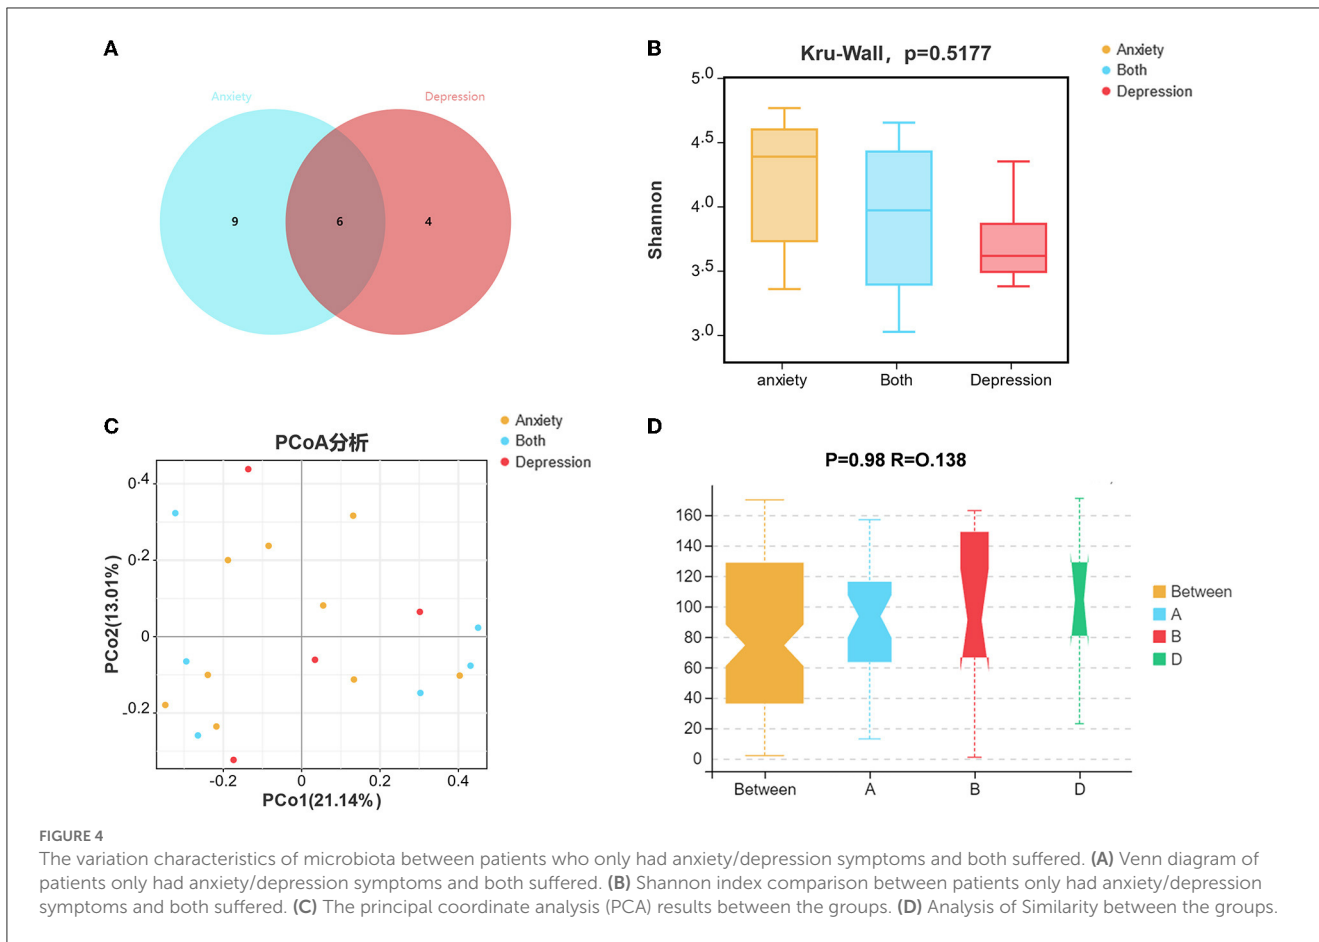 A
Anxiety
Depression
9
6
4
B
Kru-Wall, p=0.5177
Anxiety
Both
Depression
Shannon
5.0
4.5
4.0
3.5
3.0
anxiety
Both
Depression
C
PCoA分析
Anxiety
Both
Depression
PCo2(13.01%)
0.4
0.2
0
-0.2
-0.2
0
0.2
0.4
PCo1(21.14%)
D
P=0.98 R=O.138
160
140
120
100
80
60
40
20
0
Between
A
B
D
Between
A
B
D
FIGURE 4
The variation characteristics of microbiota between patients who only had anxiety/depression symptoms and both suffered. (A) Venn diagram of
patients only had anxiety/depression symptoms and both suffered. (B) Shannon index comparison between patients only had anxiety/depression
symptoms and both suffered. (C) The principal coordinate analysis (PCA) results between the groups. (D) Analysis of Similarity between the groups.